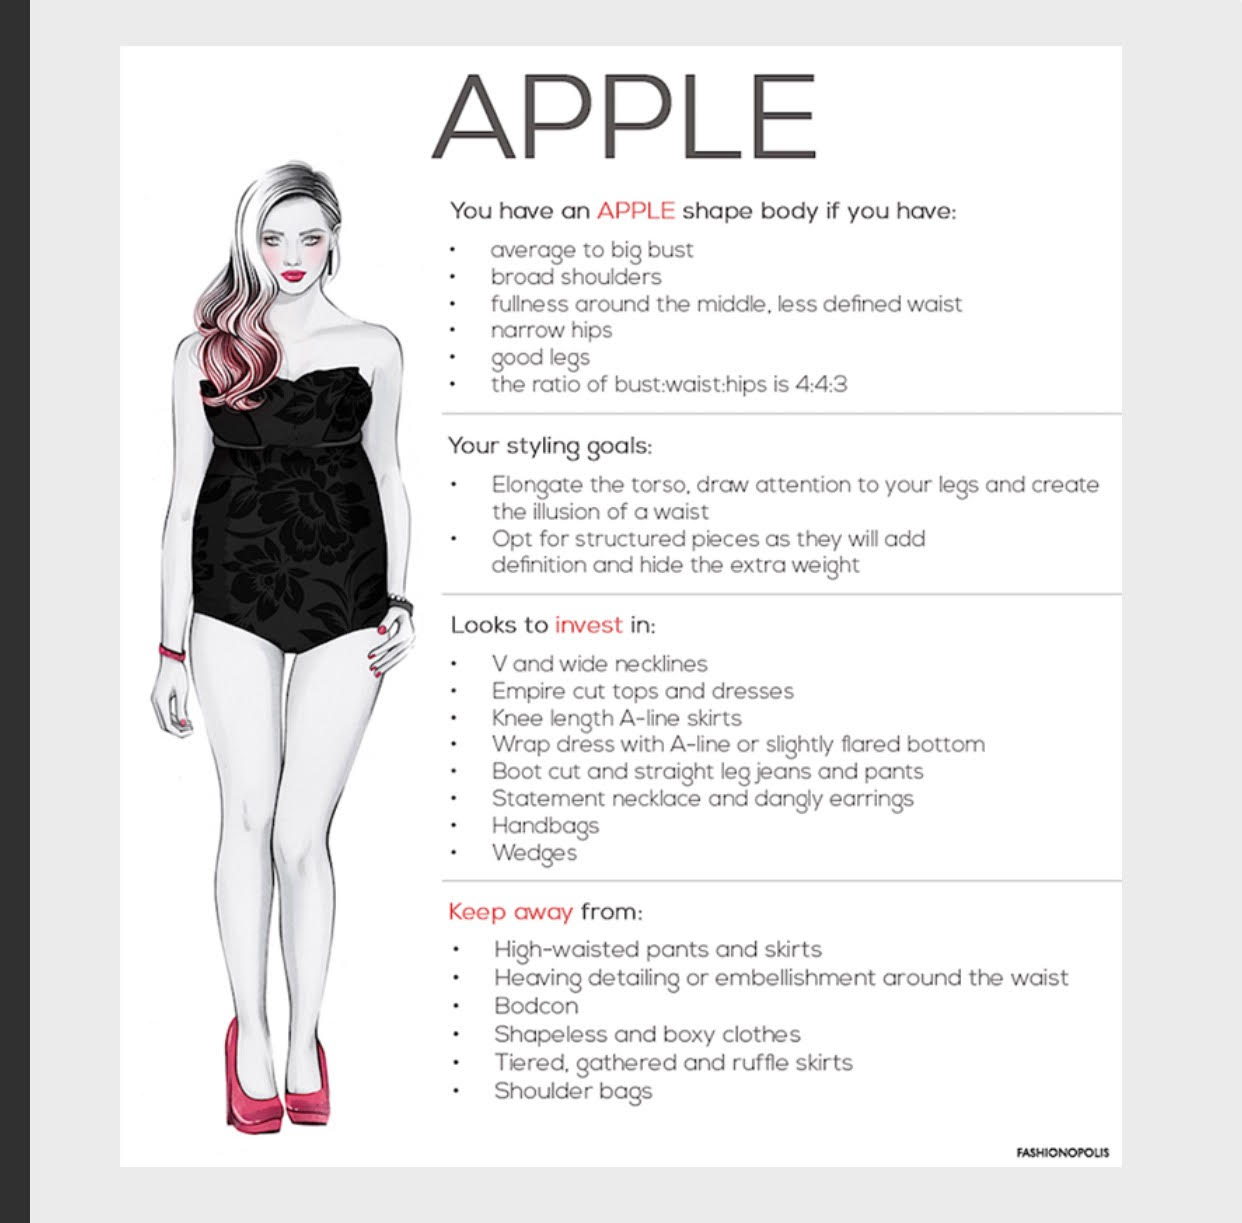 APPLE
You have an APPLE shape body if you have:
• average to big bust
• broad shoulders
• fullness around the middle, less defined waist
• narrow hips
• good legs
• the ratio of bust:waist:hips is 4:4:3
Your styling goals:
• Elongate the torso, draw attention to your legs and create
the illusion of a waist
• Opt for structured pieces as they will add
definition and hide the extra weight
Looks to invest in:
• V and wide necklines
• Empire cut tops and dresses
• Knee length A-line skirts
• Wrap dress with A-line or slightly flared bottom
• Boot cut and straight leg jeans and pants
• Statement necklace and dangly earrings
• Handbags
• Wedges
Keep away from:
• High-waisted pants and skirts
• Heaving detailing or embellishment around the waist
• Bodcon
• Shapeless and boxy clothes
• Tiered, gathered and ruffle skirts
• Shoulder bags
FASHIONOPOLIS